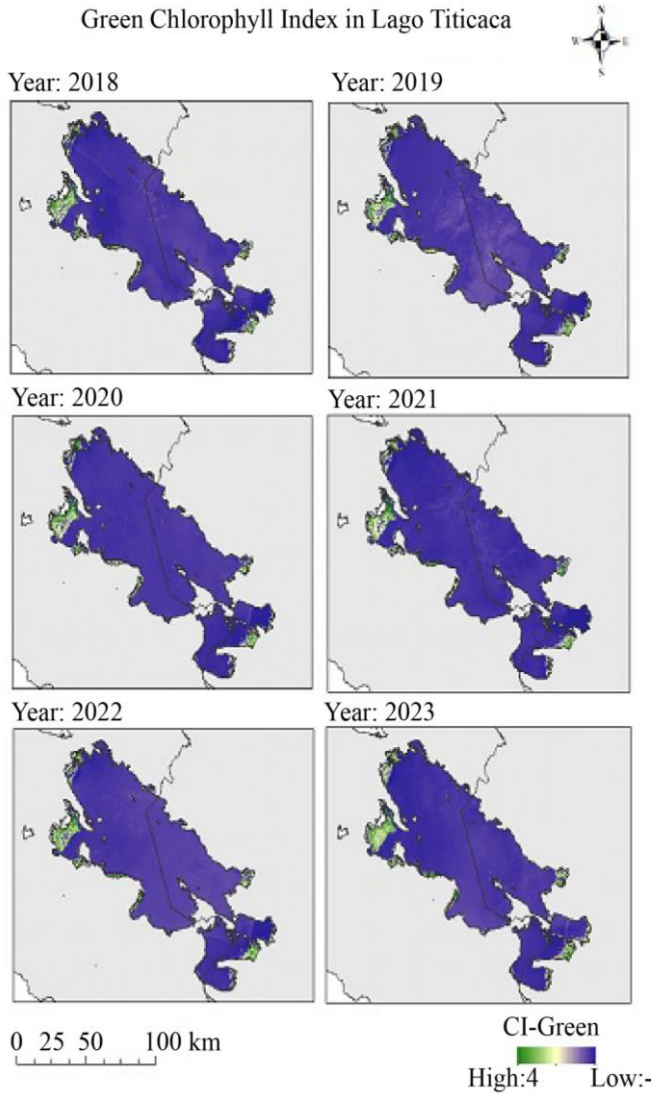 Green Chlorophyll Index in Lago Titicaca
N
W E
S
Year: 2018
Year: 2019
Year: 2020
Year: 2021
Year: 2022
Year: 2023
0 25 50 100 km
CI-Green
High:4 Low:-